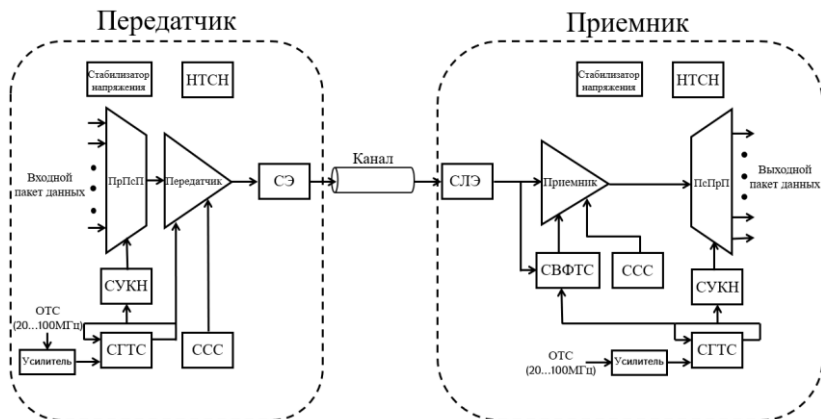 Передатчик
Приемник
Стабилизатор
напряжения
НТСН
Стабилизатор
напряжения
НТСН
Канал
Входной
пакет данных
ПрПсП
Передатчик
СЭ
СЛЭ
Приемник
ПсПрП
Выходной
пакет данных
СУКН
СВФТС
ССС
СУКН
ОТС
(20...100МГц)
Усилитель
СГТС
ССС
ОТС
(20...100МГц)
Усилитель
СГТС